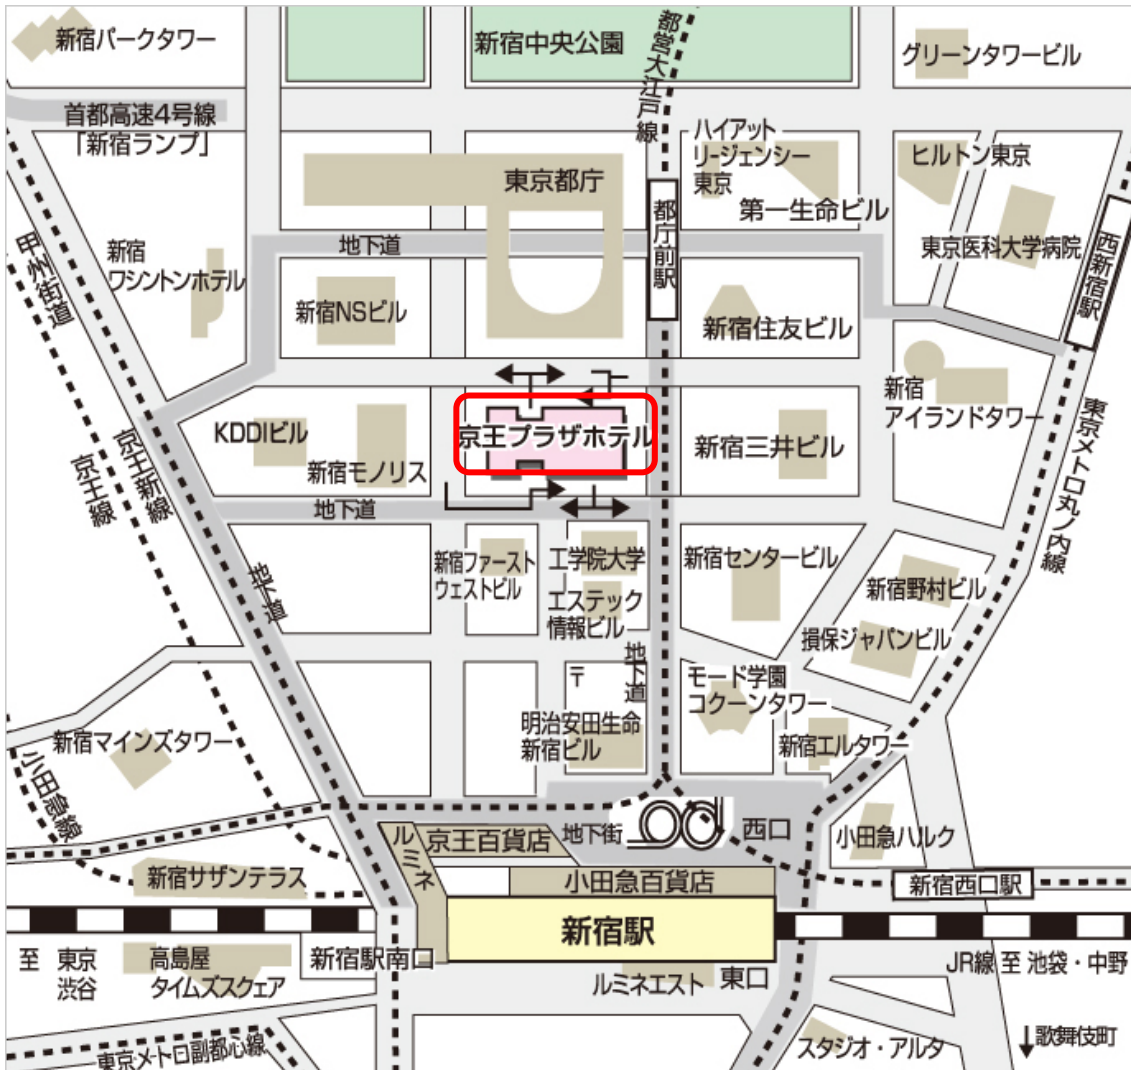 新宿パークタワー
新宿中央公園
都営大江戸線
グリーンタワービル
首都高速4号線
「新宿ランプ」
ハイアット
リージェンシー
東京
ヒルトン東京
東京都庁
第一生命ビル
都庁前駅
西新宿駅
甲州街道
新宿
ワシントンホテル
地下道
東京医科大学病院
新宿NSビル
新宿住友ビル
新宿
アイランドタワー
KDDIビル
新宿モノリス
京王プラザホテル
新宿三井ビル
東京メトロ丸ノ内線
京王新線
京王線
地下道
新宿ファースト
ウェストビル
工学院大学
エステック
情報ビル
新宿センタービル
新宿野村ビル
損保ジャパンビル
地下道
地下道
〒
モード学園
コクーンタワー
明治安田生命
新宿ビル
新宿エルタワー
新宿マインズタワー
小田急線
ルミネ
京王百貨店
地下街
西口
小田急ハルク
新宿サザンテラス
小田急百貨店
新宿西口駅
新宿駅
至 東京
渋谷
高島屋
タイムズスクェア
新宿駅南口
ルミネエスト
東口
JR線 至 池袋・中野
東京メトロ副都心線
スタジオ・アルタ
↓歌舞伎町